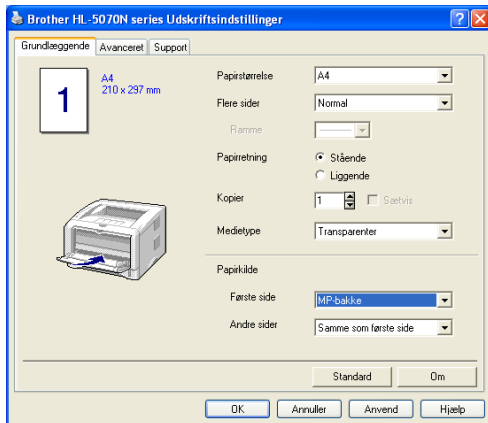 Brother HL-5070N series Udskriftsindstillinger
Grundlæggende Avanceret Support
1
A4
210 x 297 mm
Papirstørrelse A4
Flere sider Normal
Ramme
Papirretning Stående
Liggende
Kopier 1 Sætvis
Medietype Transparenter
Papirkilde
Første side MP-bakke
Andre sider Samme som første side
Standard Om
OK Annuller Anvend Hjælp